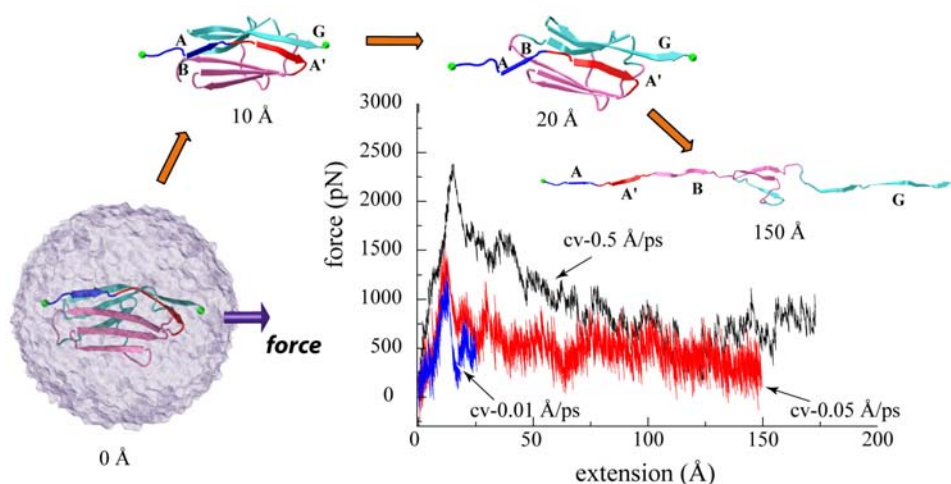 A
G
B
A'
10 Å
B
G
A
A'
20 Å
A
A'
B
G
150 Å
force
0 Å
force (pN)
3000
2500
2000
1500
1000
500
0
cv-0.5 Å/ps
cv-0.01 Å/ps
cv-0.05 Å/ps
0
50
100
150
200
extension (Å)